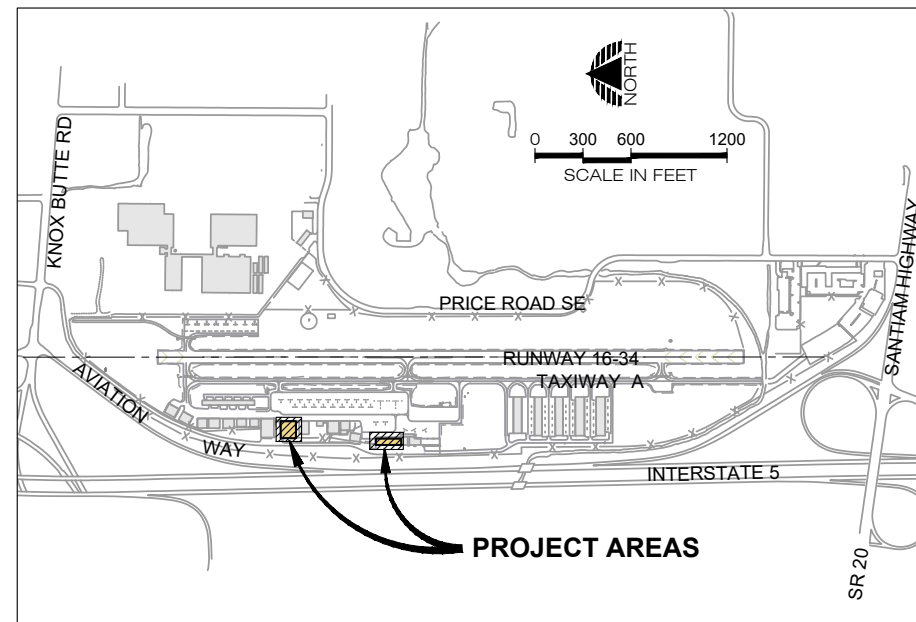 KNOX BUTTE RD
NORTH
0 300 600 1200
SCALE IN FEET
SANTIAM HIGHWAY
PRICE ROAD SE
RUNWAY 16-34
TAXIWAY A
AVIATION
WAY
INTERSTATE 5
PROJECT AREAS
SR 20